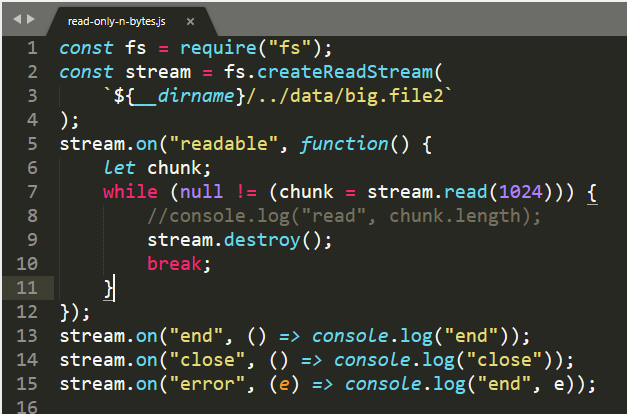 read-only-n-bytes.js ×
1 const fs = require("fs");
2 const stream = fs.createReadStream(
3     `${__dirname}/../data/big.file2`
4 );
5 stream.on("readable", function() {
6     let chunk;
7     while (null != (chunk = stream.read(1024))) {
8         //console.log("read", chunk.length);
9         stream.destroy();
10         break;
11     }
12 });
13 stream.on("end", () => console.log("end"));
14 stream.on("close", () => console.log("close"));
15 stream.on("error", (e) => console.log("end", e));
16